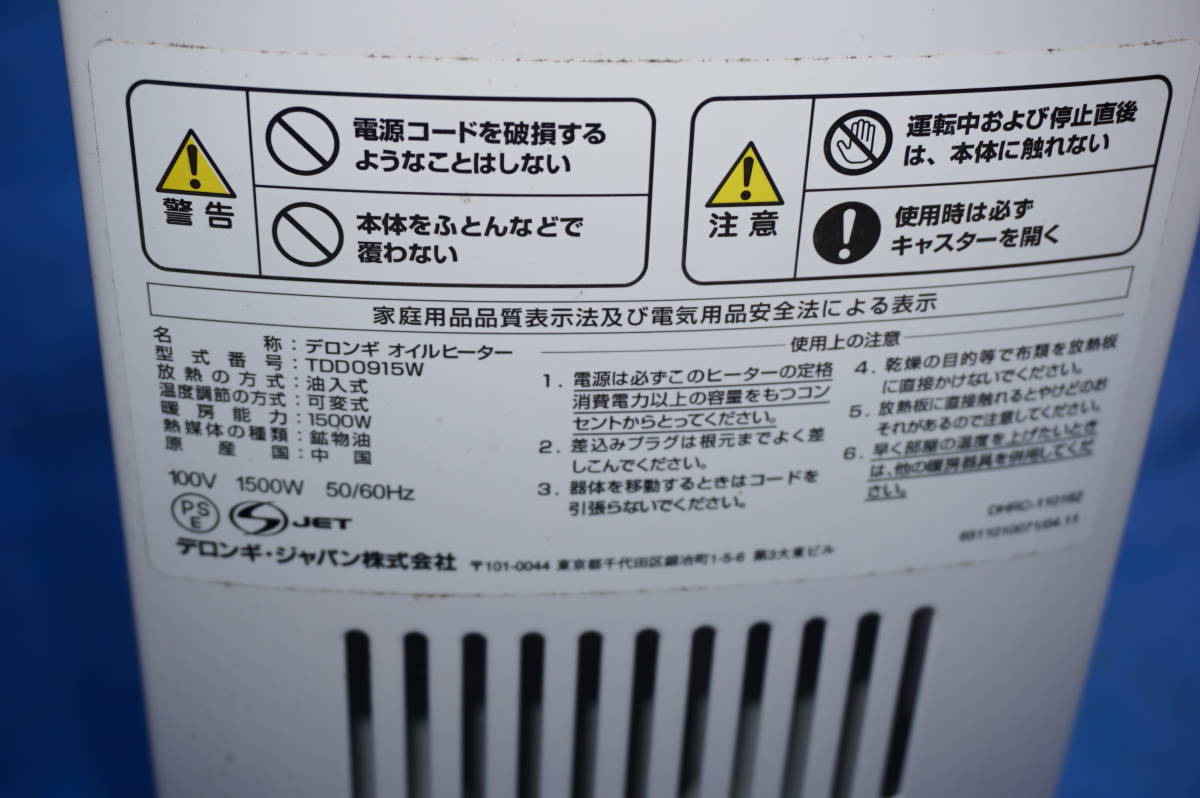 警告
電源コードを破損する
ようなことはしない
本体をふとんなどで
覆わない
注意
運転中および停止直後
は、本体に触れない
使用時は必ず
キャスターを開く
家庭用品品質表示法及び電気用品安全法による表示
名称:デロンギ オイルヒーター
型式番号:TDD0915W
放熱の方式:油入式
温度調節の方式:可変式
暖房能力:1500W
熱媒体の種類:鉱物油
原産国:中国
100V 1500W 50/60Hz
PS
E
JET
使用上の注意
1. 電源は必ずこのヒーターの定格
消費電力以上の容量をもつコン
セントからとってください。
2. 差込みプラグは根元までよく差
しこんでください。
3. 器体を移動するときはコードを
引張らないでください。
4. 乾燥の目的等で布類を放熱板
に直接かけないでください。
5. 放熱板に直接触れるとやけどのお
それがあるので注意してください。
6. 早く部屋の温度を上げたいとき
は、他の暖房器具を併用してくだ
さい。
DHRC-110162
6511010071/04.11
デロンギ・ジャパン株式会社 〒101-0044 東京都千代田区鍛冶町1-5-6 第3大東ビル